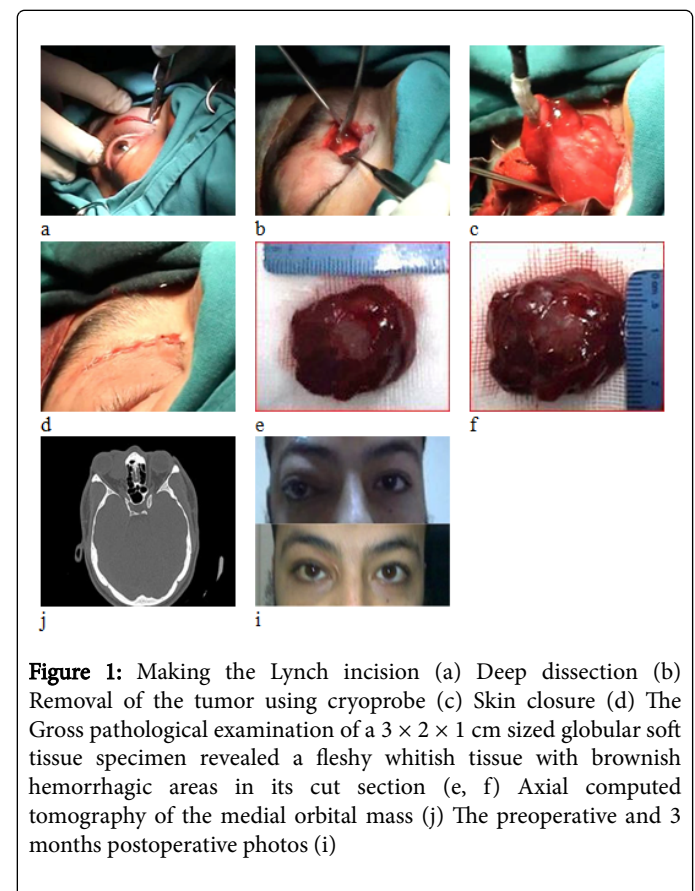 a
b
c
d
e
f
j
i
Figure 1: Making the Lynch incision (a) Deep dissection (b)
Removal of the tumor using cryoprobe (c) Skin closure (d) The
Gross pathological examination of a 3 × 2 × 1 cm sized globular soft
tissue specimen revealed a fleshy whitish tissue with brownish
hemorrhagic areas in its cut section (e, f) Axial computed
tomography of the medial orbital mass (j) The preoperative and 3
months postoperative photos (i)